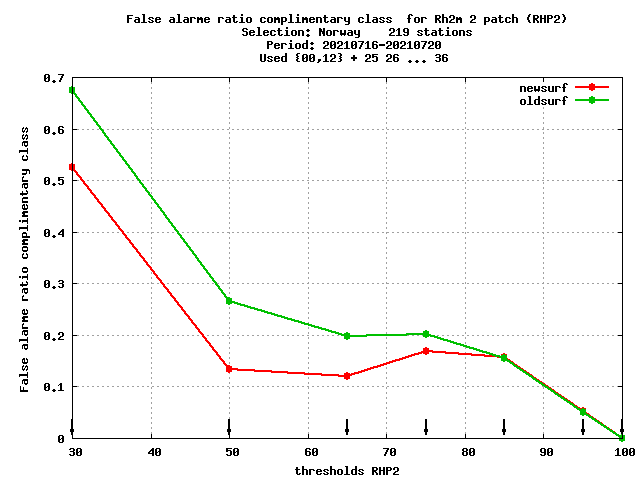 False alarme ratio complimentary class  for Rh2m 2 patch (RHP2)
Selection: Norway    219 stations
Period: 20210716-20210720
Used {00,12} + 25 26 ... 36
newsurf
oldsurf
False alarme ratio complimentary class
0.7
0.6
0.5
0.4
0.3
0.2
0.1
0
30 40 50 60 70 80 90 100
thresholds RHP2